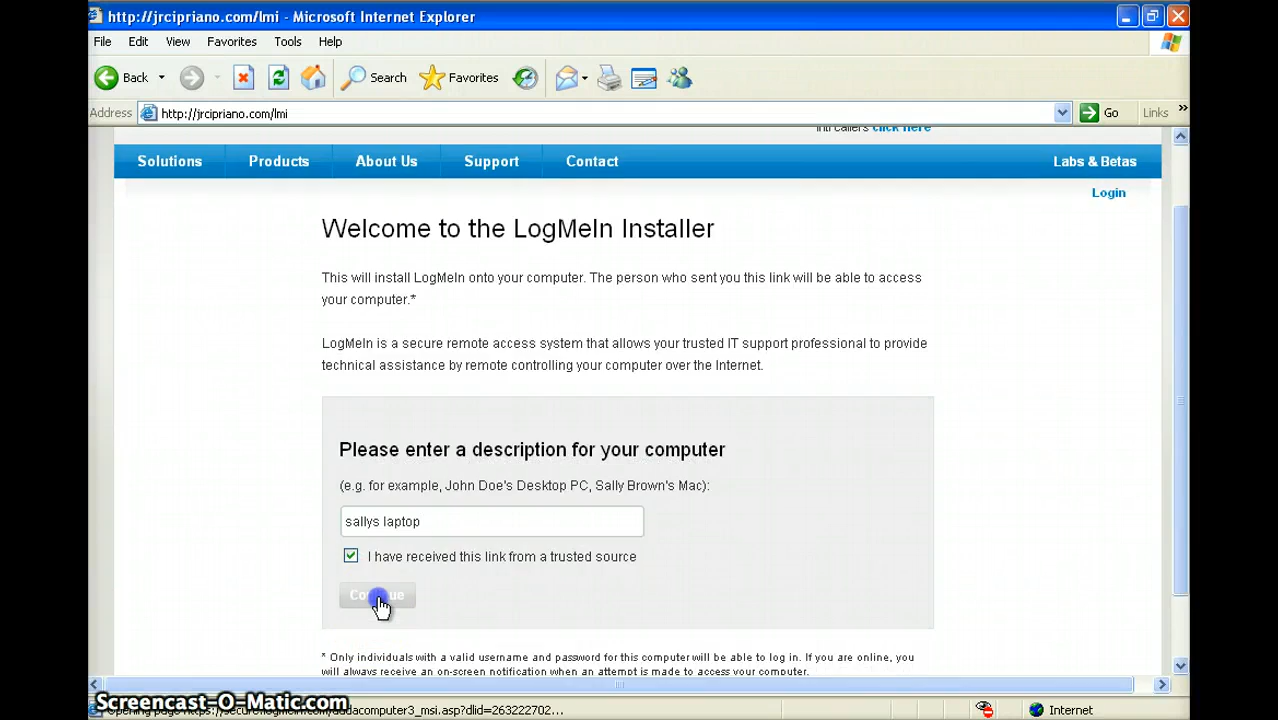 http://jrcipriano.com/lmi - Microsoft Internet Explorer
File Edit View Favorites Tools Help
Back Search Favorites
Address http://jrcipriano.com/lmi Go Links
click here
Solutions Products About Us Support Contact Labs & Betas
Login
Welcome to the LogMeIn Installer
This will install LogMeIn onto your computer. The person who sent you this link will be able to access
your computer.*
LogMeIn is a secure remote access system that allows your trusted IT support professional to provide
technical assistance by remote controlling your computer over the Internet.
Please enter a description for your computer
(e.g. for example, John Doe's Desktop PC, Sally Brown's Mac):
sallys laptop
I have received this link from a trusted source
Continue
* Only individuals with a valid username and password for this computer will be able to log in. If you are online, you
will always receive an on-screen notification when an attempt is made to access your computer.
Screencast-O-Matic.com
Internet